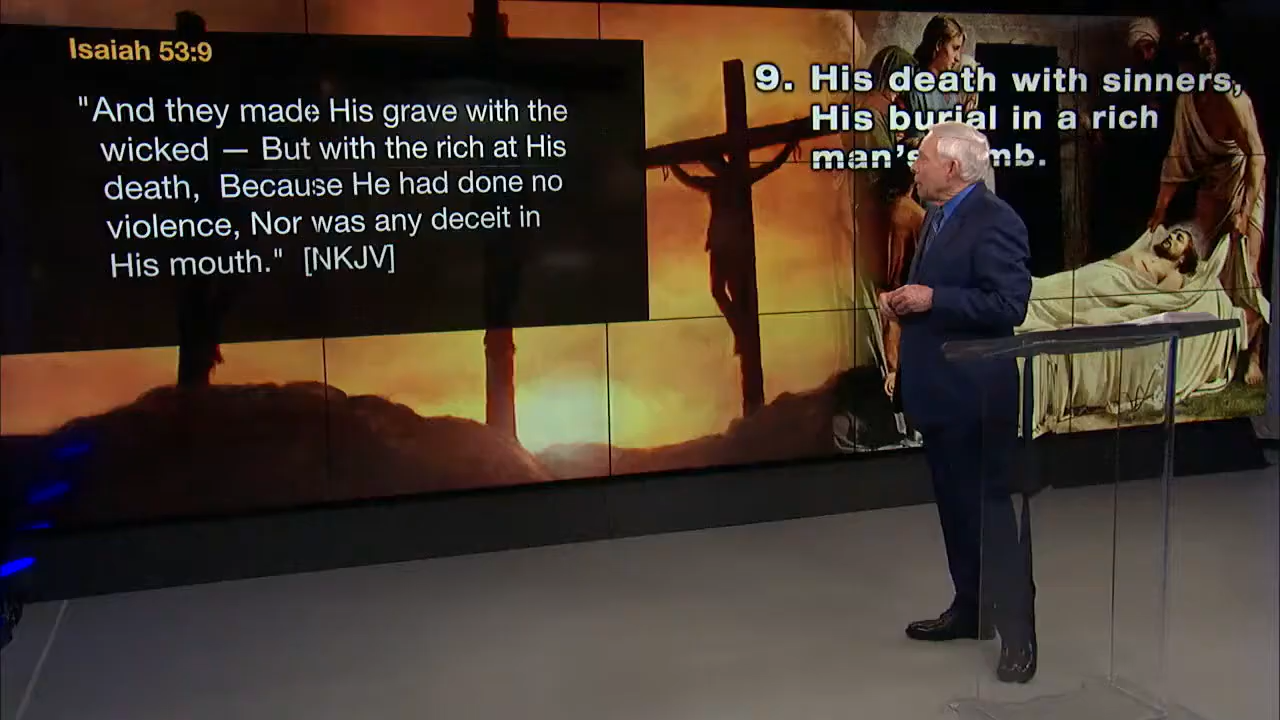 Isaiah 53:9
"And they made His grave with the
wicked — But with the rich at His
death, Because He had done no
violence, Nor was any deceit in
His mouth." [NKJV]
9. His death with sinners,
His burial in a rich
man's